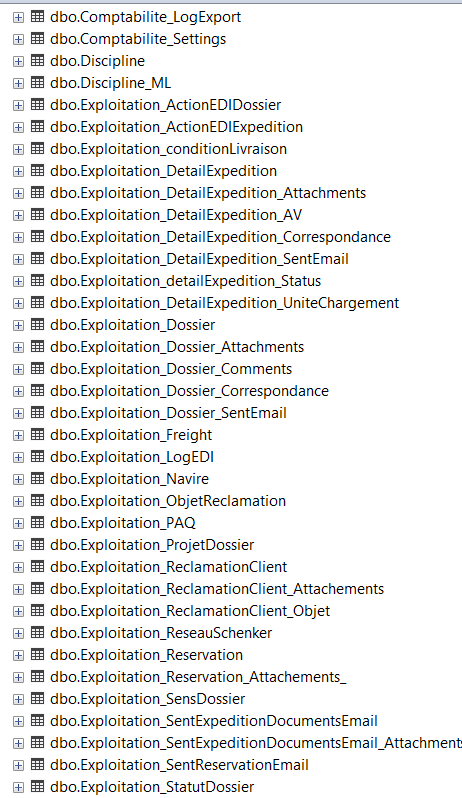 dbo.Comptabilite_LogExport
dbo.Comptabilite_Settings
dbo.Discipline
dbo.Discipline_ML
dbo.Exploitation_ActionEDIDossier
dbo.Exploitation_ActionEDIExpedition
dbo.Exploitation_conditionLivraison
dbo.Exploitation_DetailExpedition
dbo.Exploitation_DetailExpedition_Attachments
dbo.Exploitation_DetailExpedition_AV
dbo.Exploitation_DetailExpedition_Correspondance
dbo.Exploitation_DetailExpedition_SentEmail
dbo.Exploitation_detailExpedition_Status
dbo.Exploitation_DetailExpedition_UniteChargement
dbo.Exploitation_Dossier
dbo.Exploitation_Dossier_Attachments
dbo.Exploitation_Dossier_Comments
dbo.Exploitation_Dossier_Correspondance
dbo.Exploitation_Dossier_SentEmail
dbo.Exploitation_Freight
dbo.Exploitation_LogEDI
dbo.Exploitation_Navire
dbo.Exploitation_ObjetReclamation
dbo.Exploitation_PAQ
dbo.Exploitation_ProjetDossier
dbo.Exploitation_ReclamationClient
dbo.Exploitation_ReclamationClient_Attachements
dbo.Exploitation_ReclamationClient_Objet
dbo.Exploitation_ReseauSchenker
dbo.Exploitation_Reservation
dbo.Exploitation_Reservation_Attachements_
dbo.Exploitation_SensDossier
dbo.Exploitation_SentExpeditionDocumentsEmail
dbo.Exploitation_SentExpeditionDocumentsEmail_Attachments
dbo.Exploitation_SentReservationEmail
dbo.Exploitation_StatutDossier